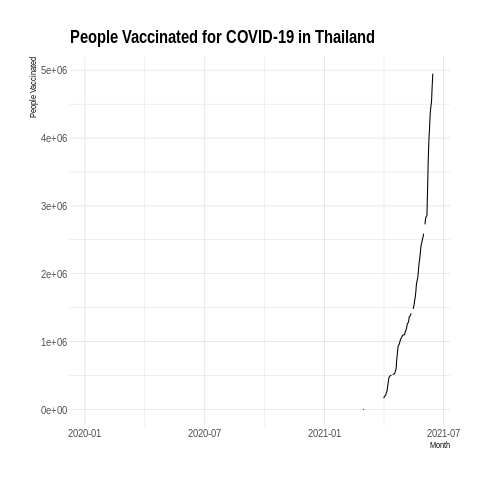 People Vaccinated for COVID-19 in Thailand
People Vaccinated
5e+06
4e+06
3e+06
2e+06
1e+06
0e+00
2020-01
2020-07
2021-01
2021-07
Month